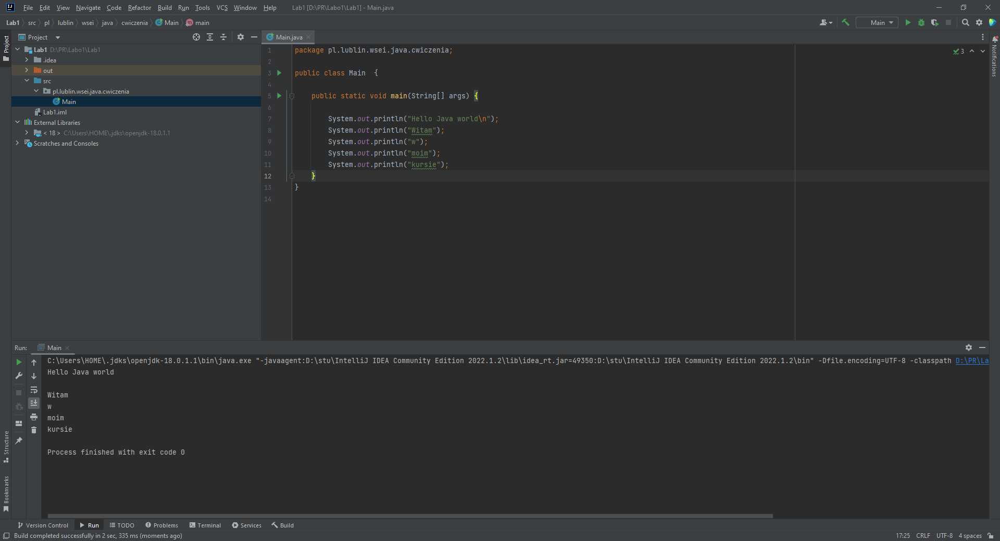 File Edit View Navigate Code Refactor Build Run Tools VCS Window Help Lab1 [D:\PR\Labo1\Lab1] - Main.java
Lab1 src pl lublin wsei java cwiczenia Main main Main
Project
Project
Main.java
Lab1 D:\PR\Labo1\Lab1
.idea
out
src
pl.lublin.wsei.java.cwiczenia
Main
Lab1.iml
External Libraries
< 18 > C:\Users\HOME\.jdks\openjdk-18.0.1.1
Scratches and Consoles
1 package pl.lublin.wsei.java.cwiczenia;
2
3 public class Main  {
4
5 public static void main(String[] args) {
6
7 System.out.println("Hello Java world\n");
8 System.out.println("Witam");
9 System.out.println("w");
10 System.out.println("moim");
11 System.out.println("kursie");
12 }
13 }
14
3
Notifications
Run: Main
C:\Users\HOME\.jdks\openjdk-18.0.1.1\bin\java.exe "-javaagent:D:\stu\IntelliJ IDEA Community Edition 2022.1.2\lib\idea_rt.jar=49350:D:\stu\IntelliJ IDEA Community Edition 2022.1.2\bin" -Dfile.encoding=UTF-8 -classpath D:\PR\La
Hello Java world
Witam
w
moim
kursie
Process finished with exit code 0
Structure
Bookmarks
Version Control Run TODO Problems Terminal Services Build
Build completed successfully in 2 sec, 335 ms (moments ago) 17:25 CRLF UTF-8 4 spaces